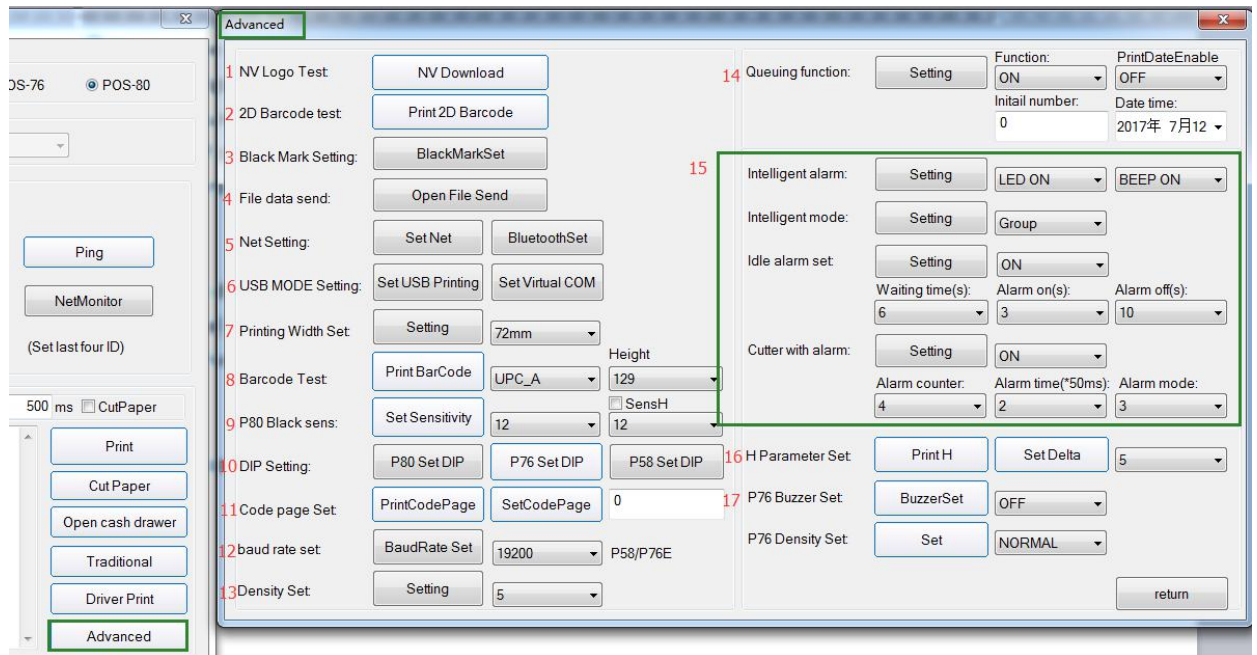 Advanced
OS-76 POS-80
Ping
NetMonitor
(Set last four ID)
500 ms CutPaper
Print
Cut Paper
Open cash drawer
Traditional
Driver Print
Advanced
1 NV Logo Test: NV Download
2 2D Barcode test: Print 2D Barcode
3 Black Mark Setting: BlackMarkSet
4 File data send: Open File Send
5 Net Setting: Set Net BluetoothSet
6 USB MODE Setting: Set USB Printing Set Virtual COM
7 Printing Width Set: Setting 72mm
Height
8 Barcode Test: Print BarCode UPC_A 129
SensH
9 P80 Black sens: Set Sensitivity 12 12
10 DIP Setting: P80 Set DIP P76 Set DIP P58 Set DIP
11 Code page Set: PrintCodePage SetCodePage 0
12 baud rate set: BaudRate Set 19200 P58/P76E
13 Density Set: Setting 5
Function: PrintDateEnable
14 Queuing function: Setting ON OFF
Initail number: Date time:
0 2017年 7月12
15
Intelligent alarm: Setting LED ON BEEP ON
Intelligent mode: Setting Group
Idle alarm set: Setting ON
Waiting time(s): Alarm on(s): Alarm off(s):
6 3 10
Cutter with alarm: Setting ON
Alarm counter: Alarm time(*50ms): Alarm mode:
4 2 3
16 H Parameter Set: Print H Set Delta 5
17 P76 Buzzer Set: BuzzerSet OFF
P76 Density Set: Set NORMAL
return